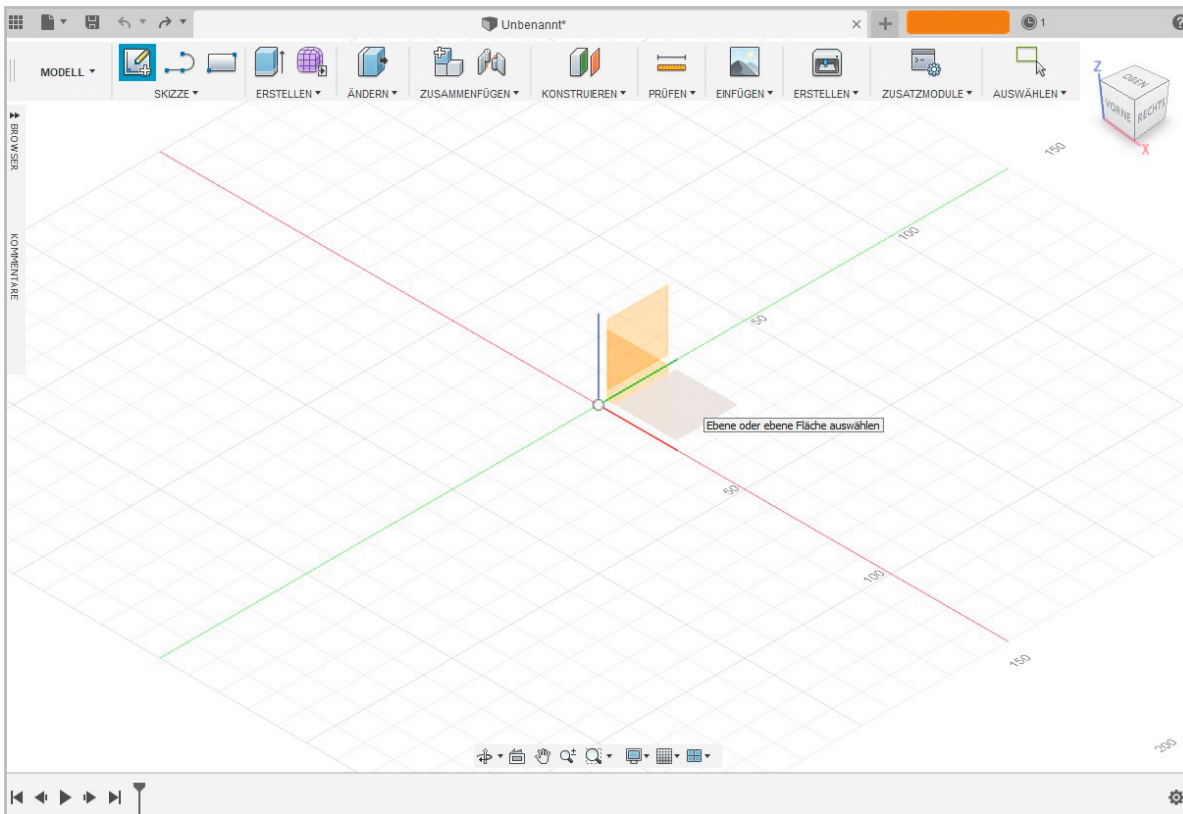 Unbenannt*
1
MODELL
SKIZZE
ERSTELLEN
ÄNDERN
ZUSAMMENFÜGEN
KONSTRUIEREN
PRÜFEN
EINFÜGEN
ERSTELLEN
ZUSATZMODULE
AUSWÄHLEN
Z
OBEN
VORNE
RECHTS
X
BROWSER
KOMMENTARE
150
100
50
Ebene oder ebene Fläche auswählen
50
100
150
200